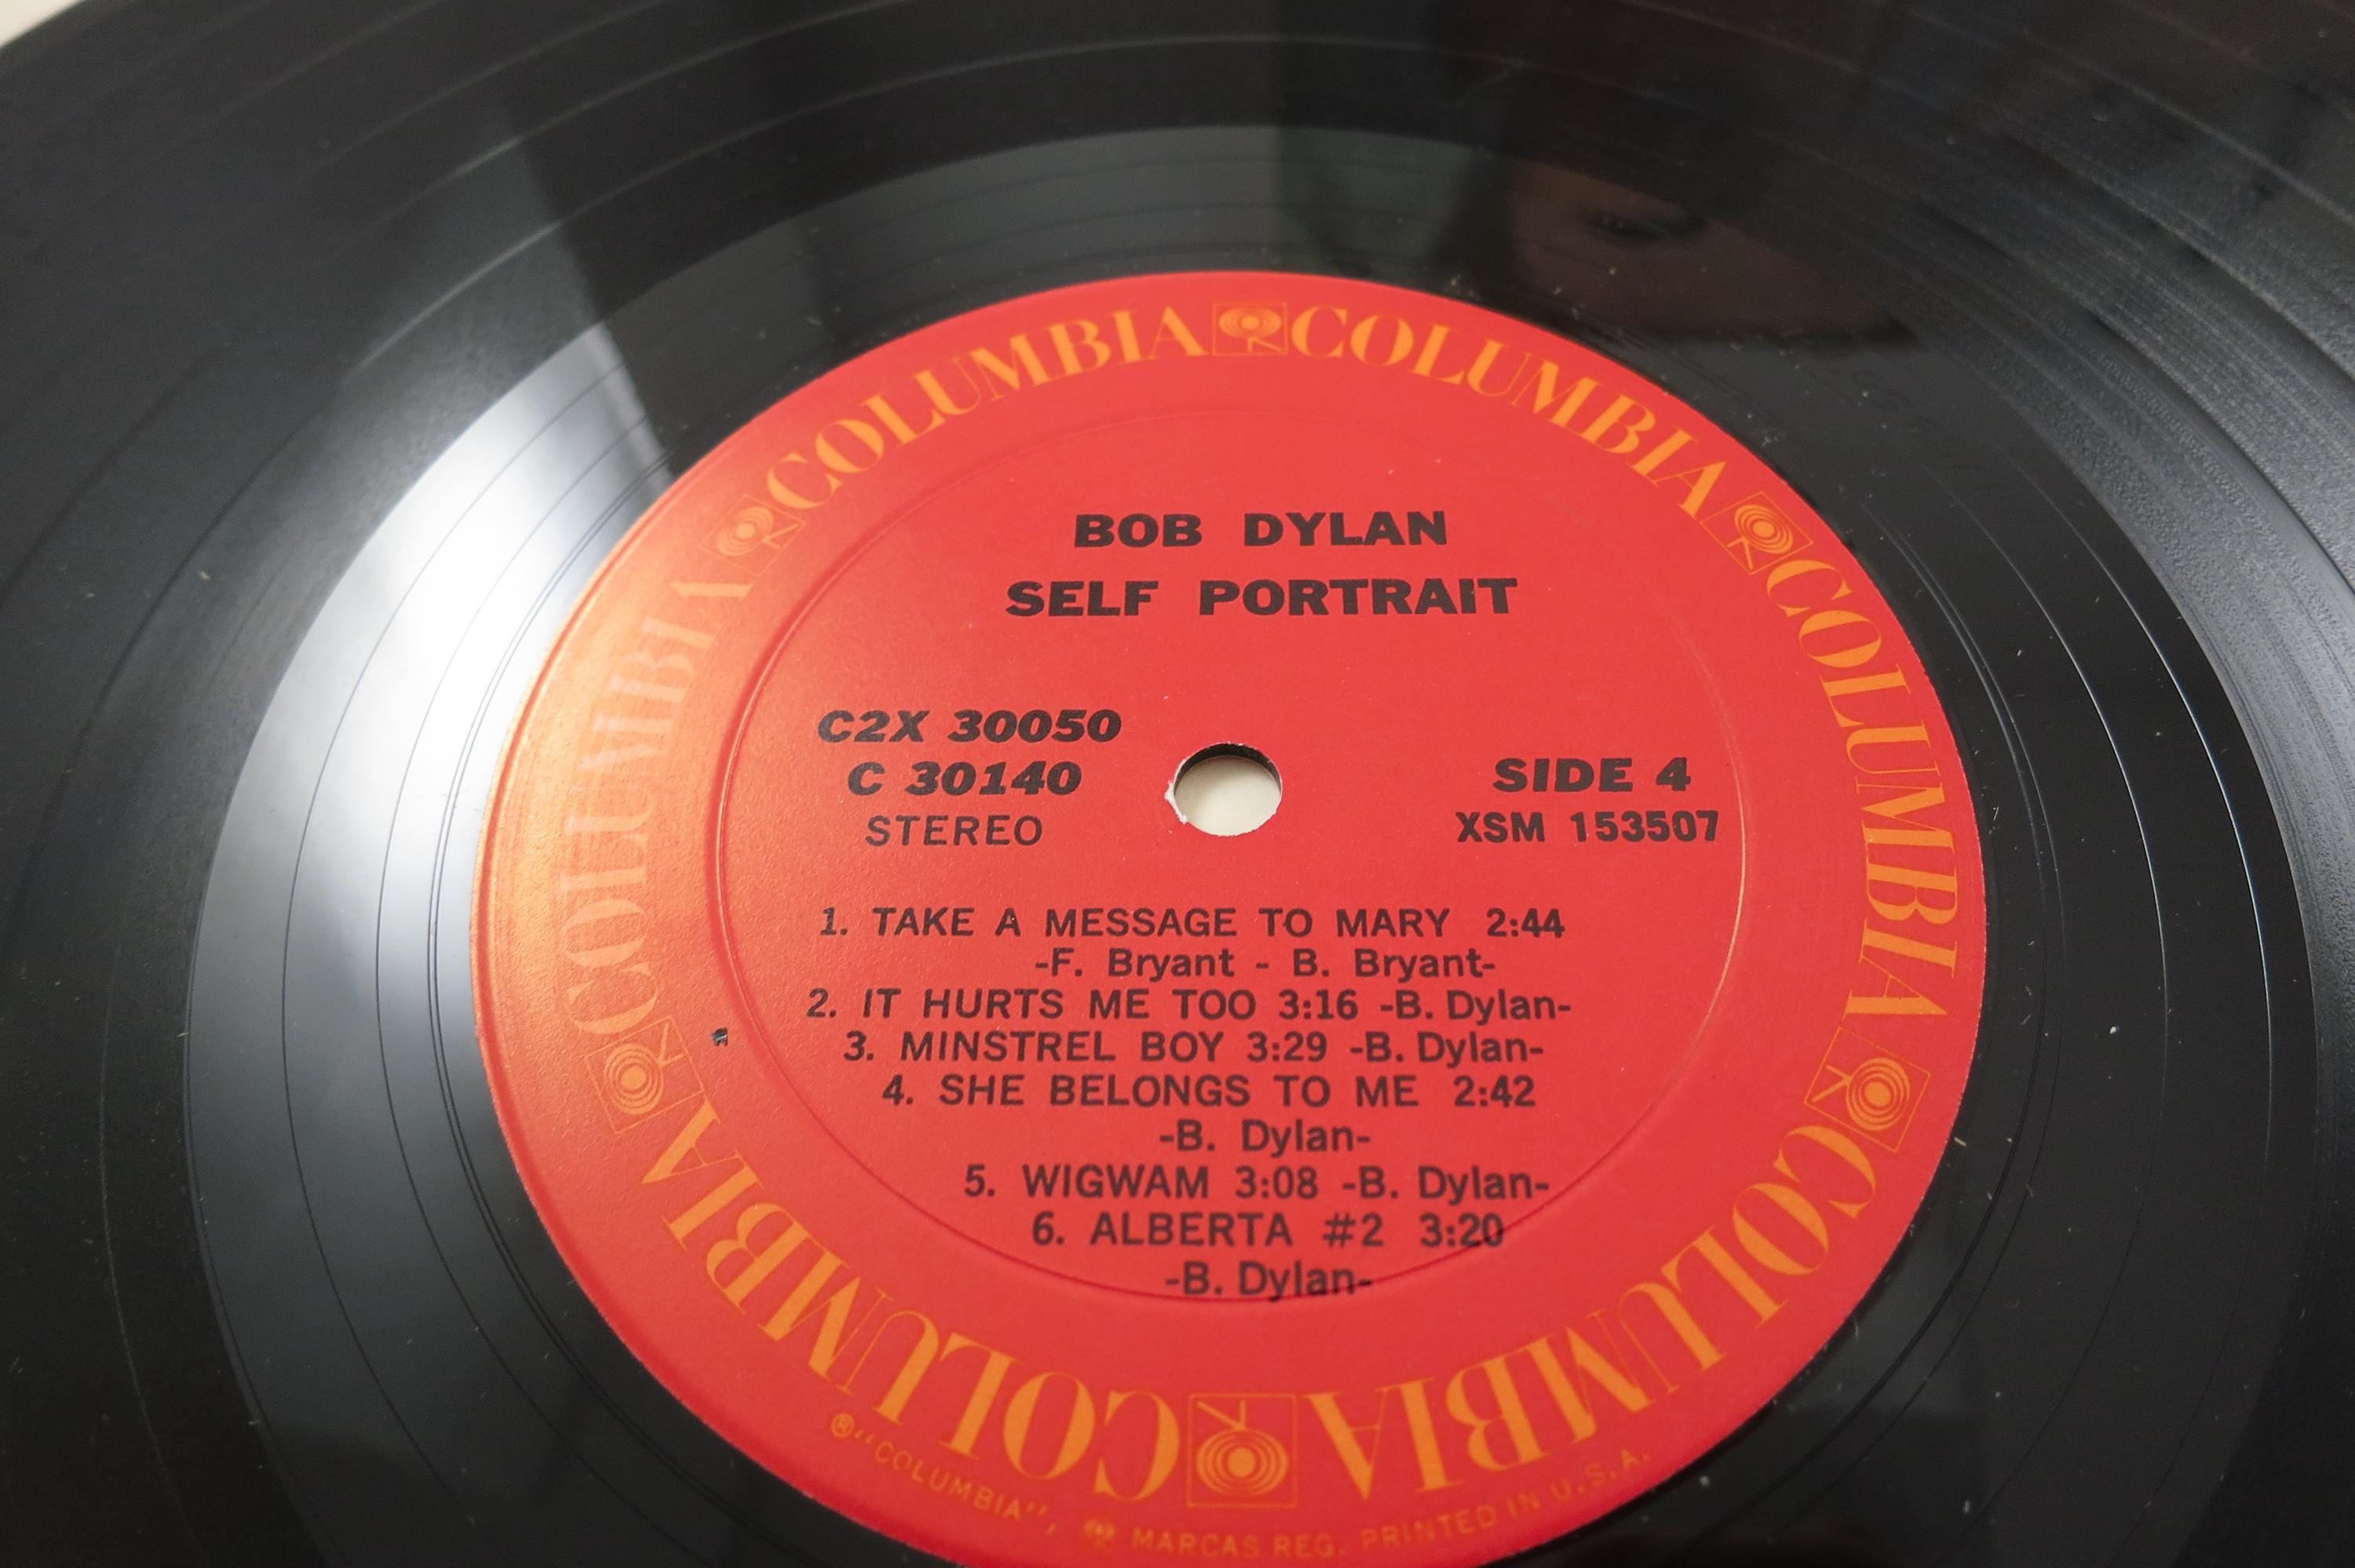 COLUMBIA COLUMBIA COLUMBIA COLUMBIA COLUMBIA COLUMBIA
BOB DYLAN
SELF PORTRAIT
C2X 30050
C 30140
STEREO
SIDE 4
XSM 153507
1. TAKE A MESSAGE TO MARY 2:44
-F. Bryant - B. Bryant-
2. IT HURTS ME TOO 3:16 -B. Dylan-
3. MINSTREL BOY 3:29 -B. Dylan-
4. SHE BELONGS TO ME 2:42
-B. Dylan-
5. WIGWAM 3:08 -B. Dylan-
6. ALBERTA #2 3:20
-B. Dylan-
® "COLUMBIA", MARCAS REG. PRINTED IN U.S.A.